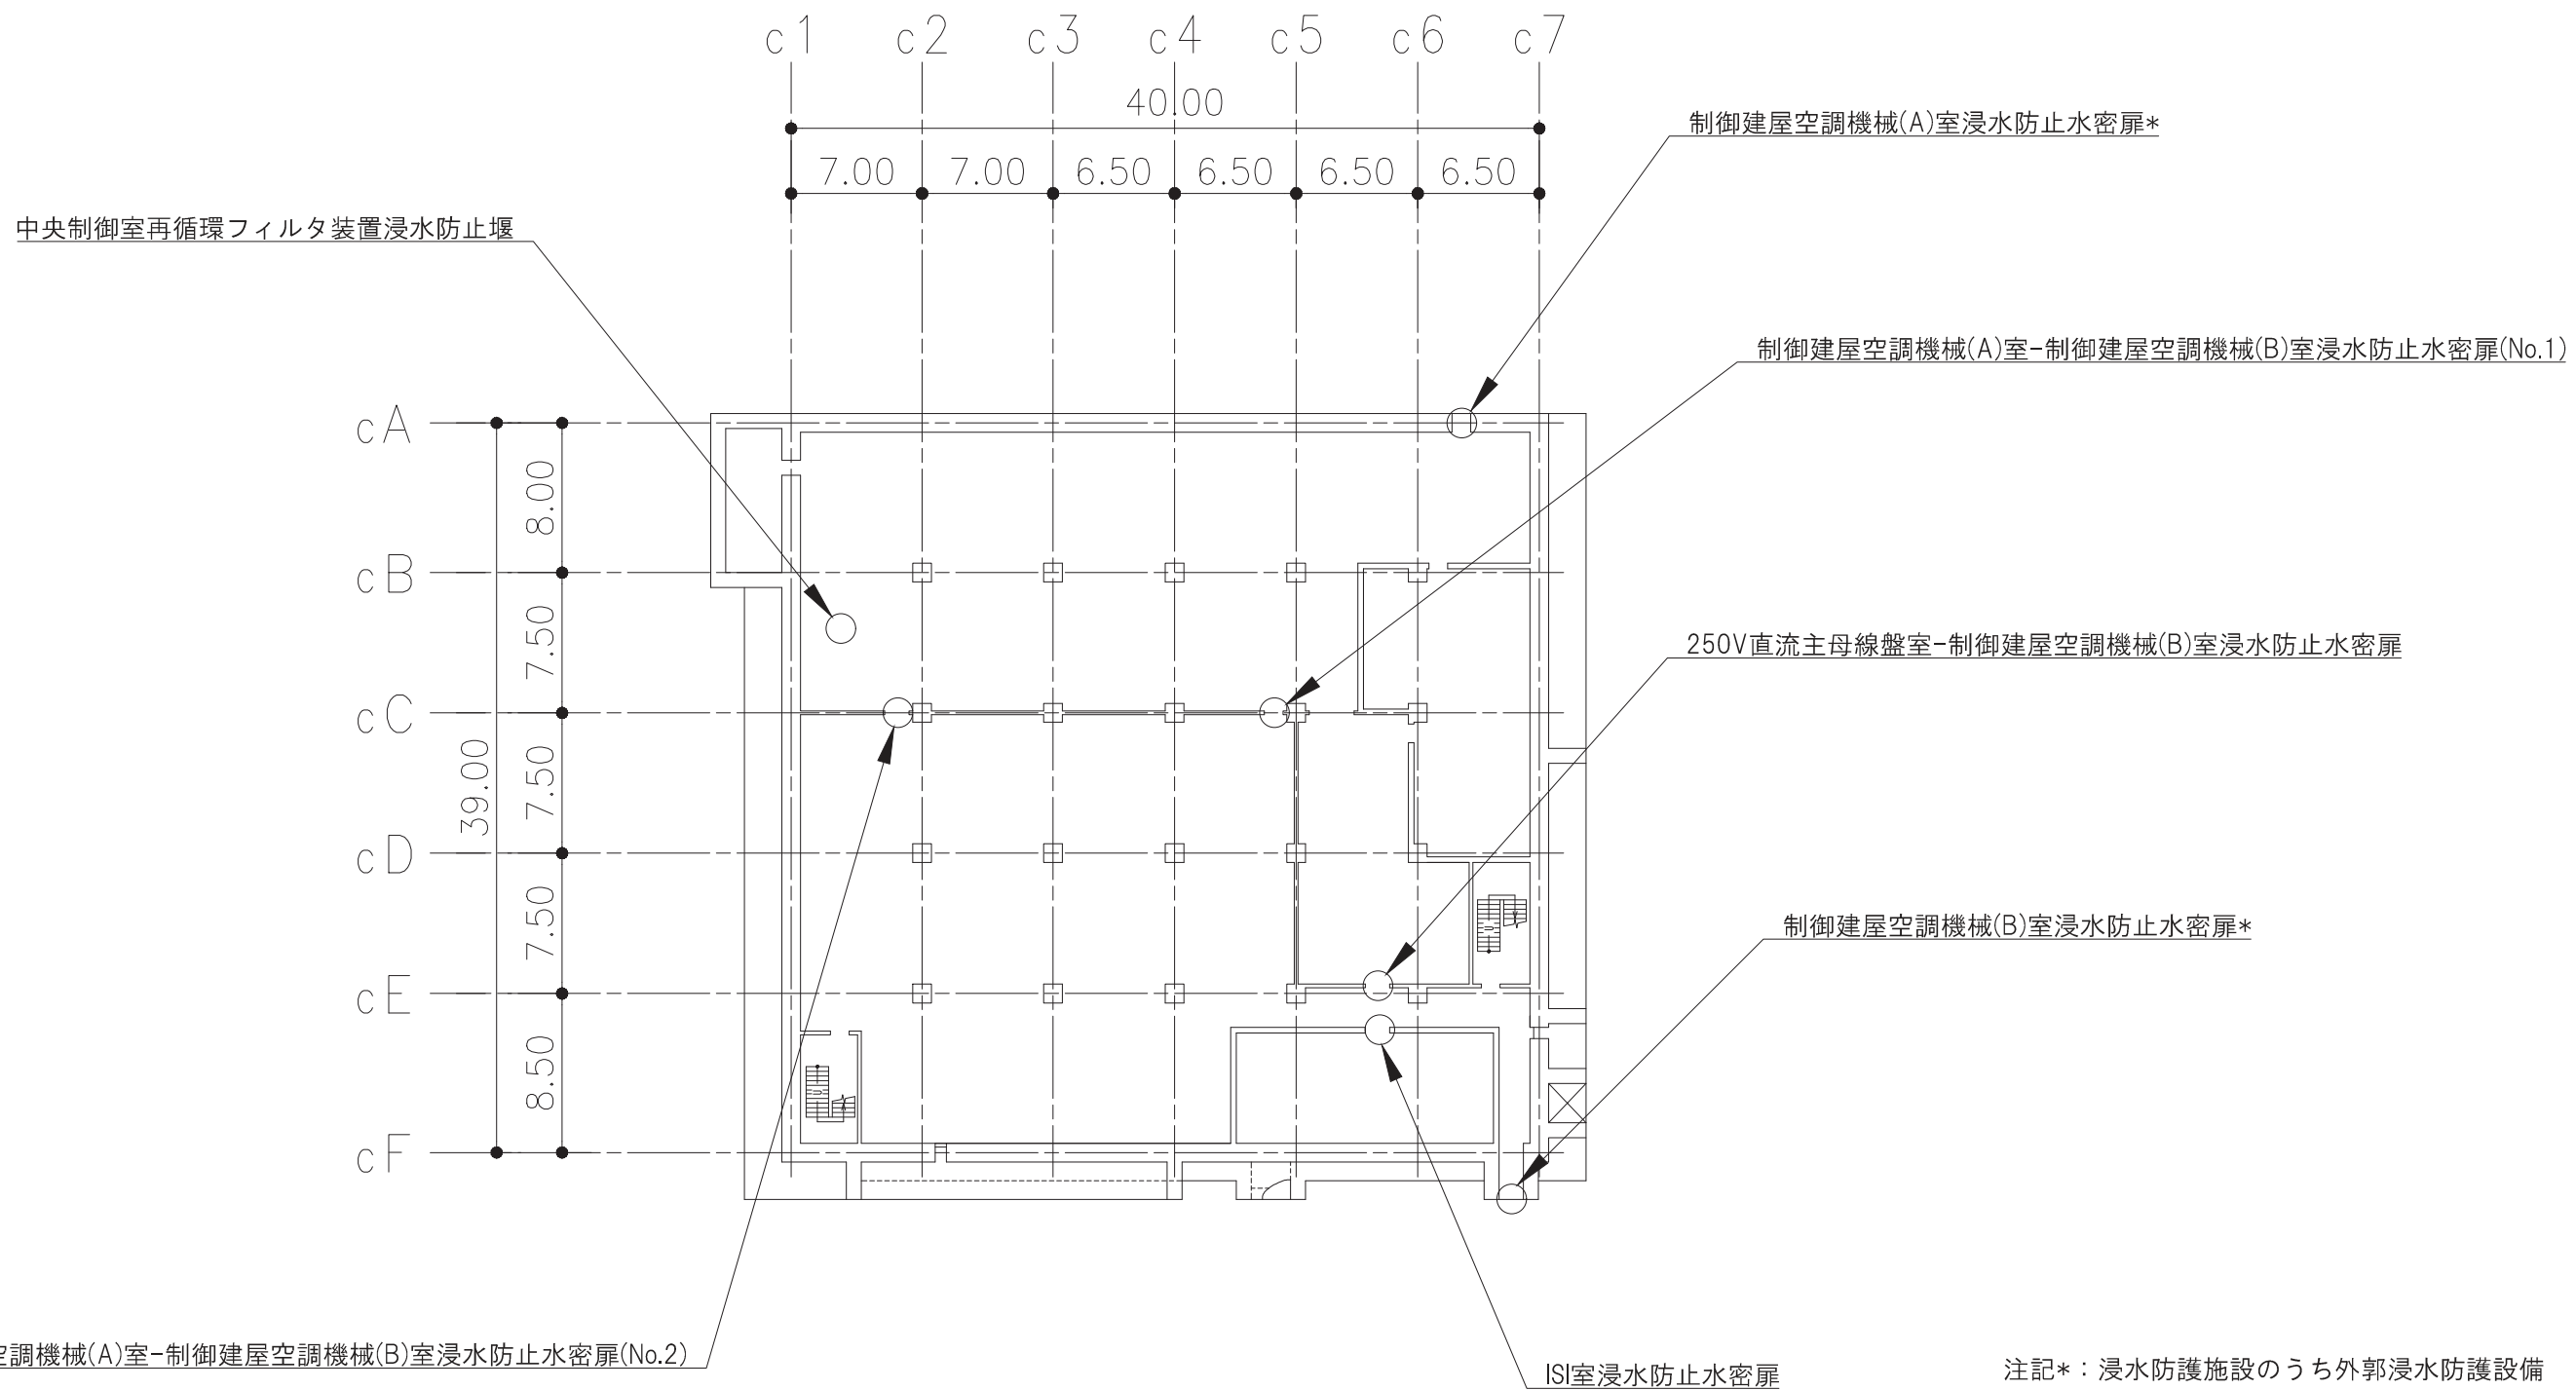 c1 c2 c3 c4 c5 c6 c7
40.00
制御建屋空調機械(A)室浸水防止水密扉*
7.00 7.00 6.50 6.50 6.50 6.50
中央制御室再循環フィルタ装置浸水防止堰
制御建屋空調機械(A)室-制御建屋空調機械(B)室浸水防止水密扉(No.1)
cA
8.00
cB
7.50
250V直流主母線盤室-制御建屋空調機械(B)室浸水防止水密扉
cC
39.00
7.50
cD
7.50
制御建屋空調機械(B)室浸水防止水密扉*
cE
8.50
cF
空調機械(A)室-制御建屋空調機械(B)室浸水防止水密扉(No.2)
ISI室浸水防止水密扉
注記*：浸水防護施設のうち外郭浸水防護設備